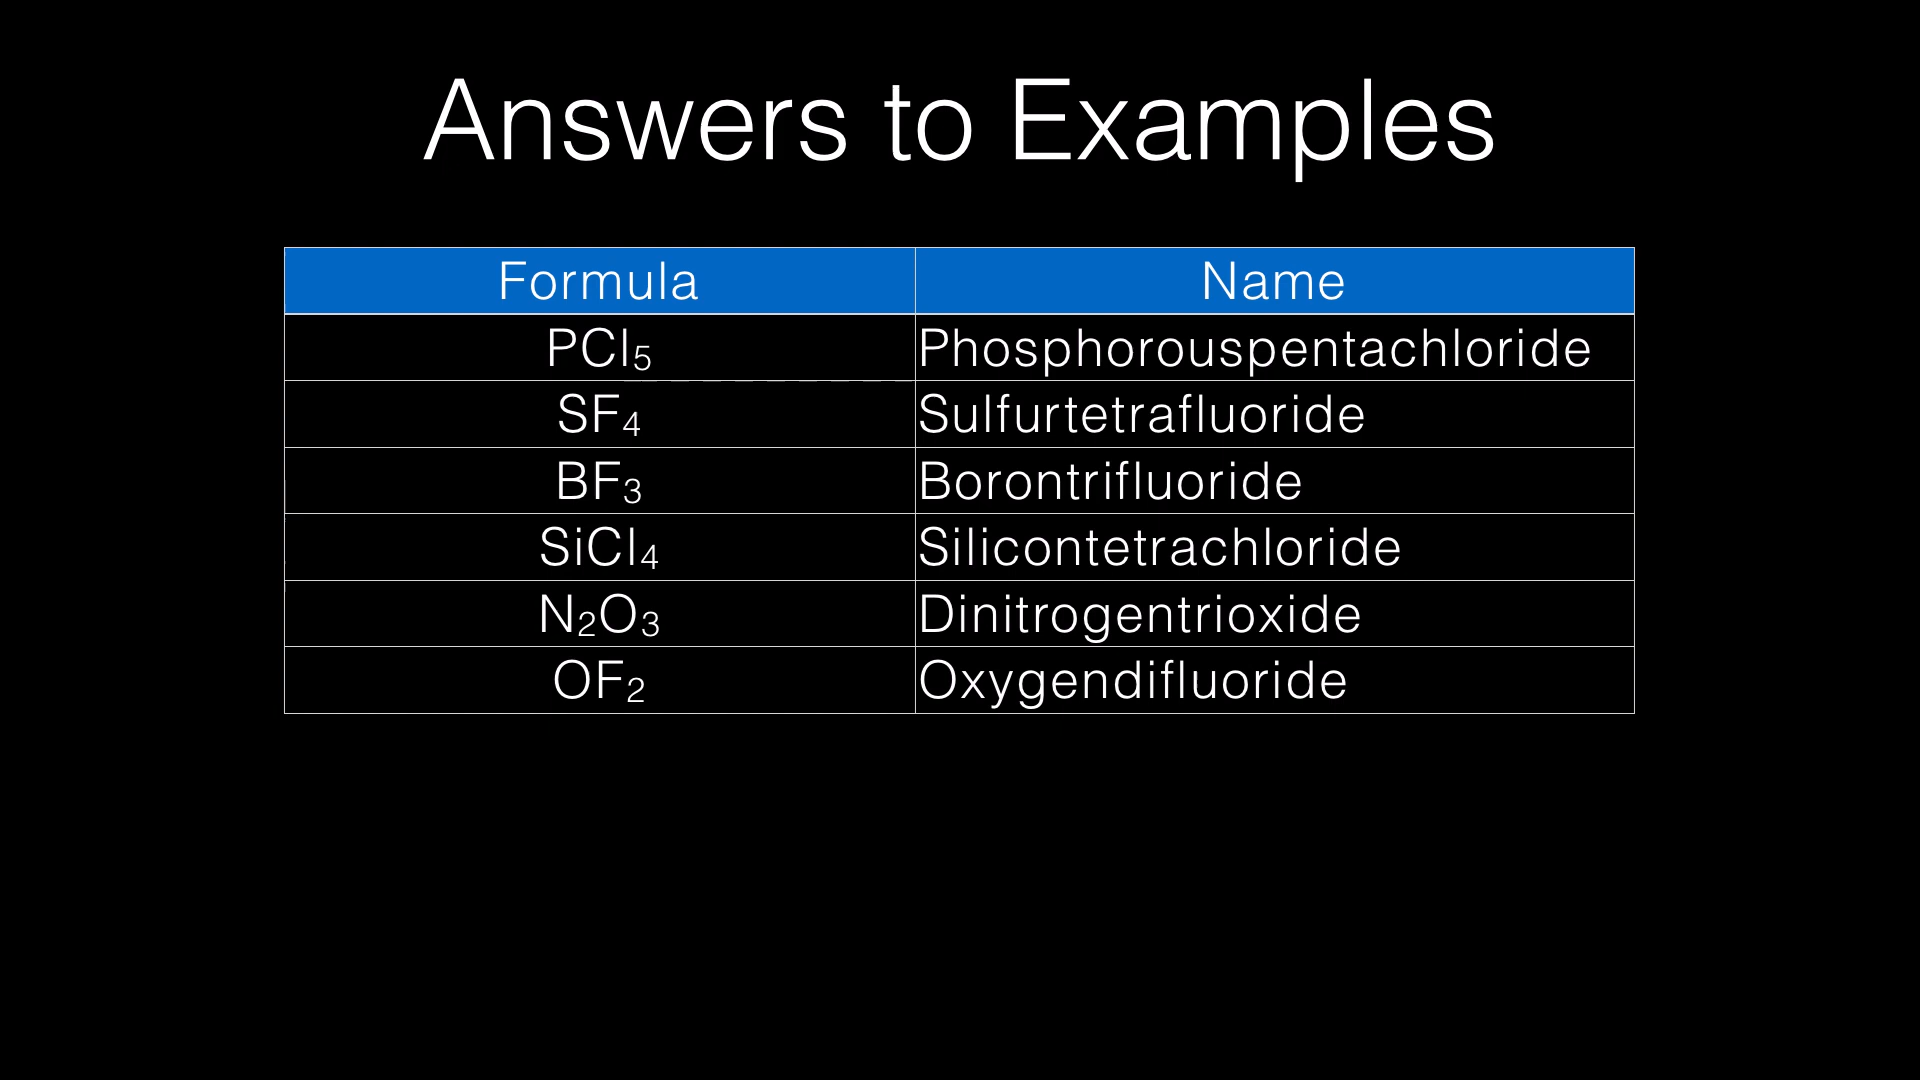 Answers to Examples
Formula Name
PCl₅ Phosphorouspentachloride
SF₄ Sulfurtetrafluoride
BF₃ Borontrifluoride
SiCl₄ Silicontetrachloride
N₂O₃ Dinitrogentrioxide
OF₂ Oxygendifluoride